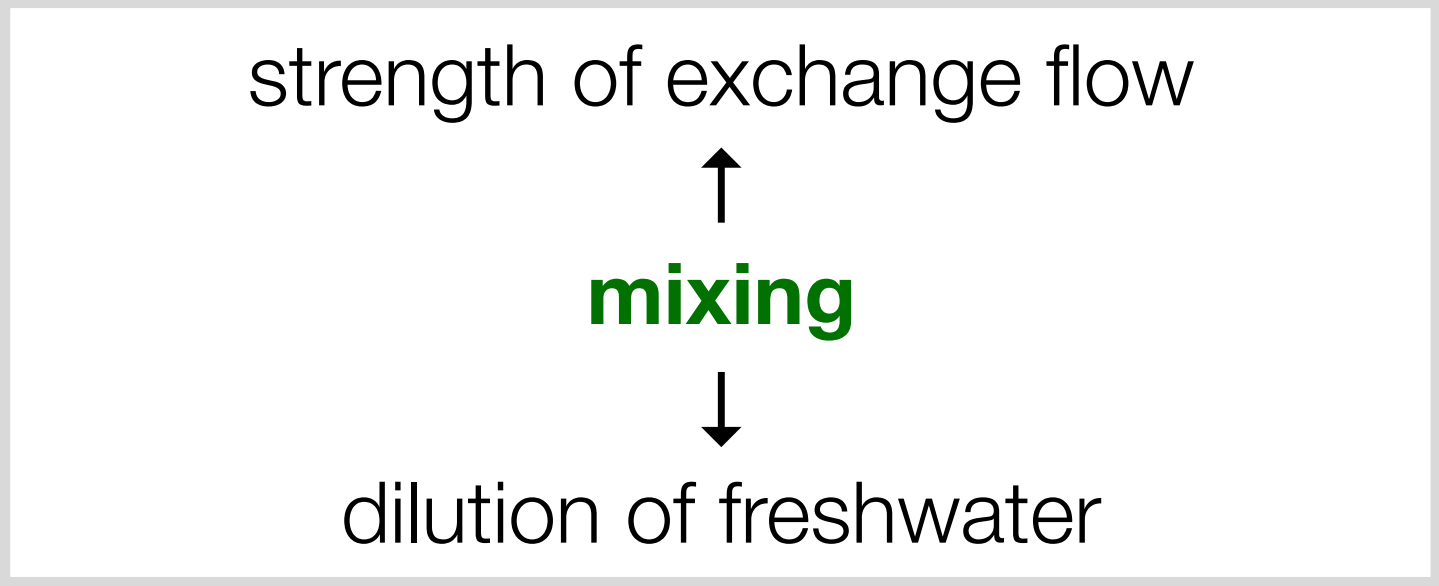 strength of exchange flow
↑
mixing
↓
dilution of freshwater